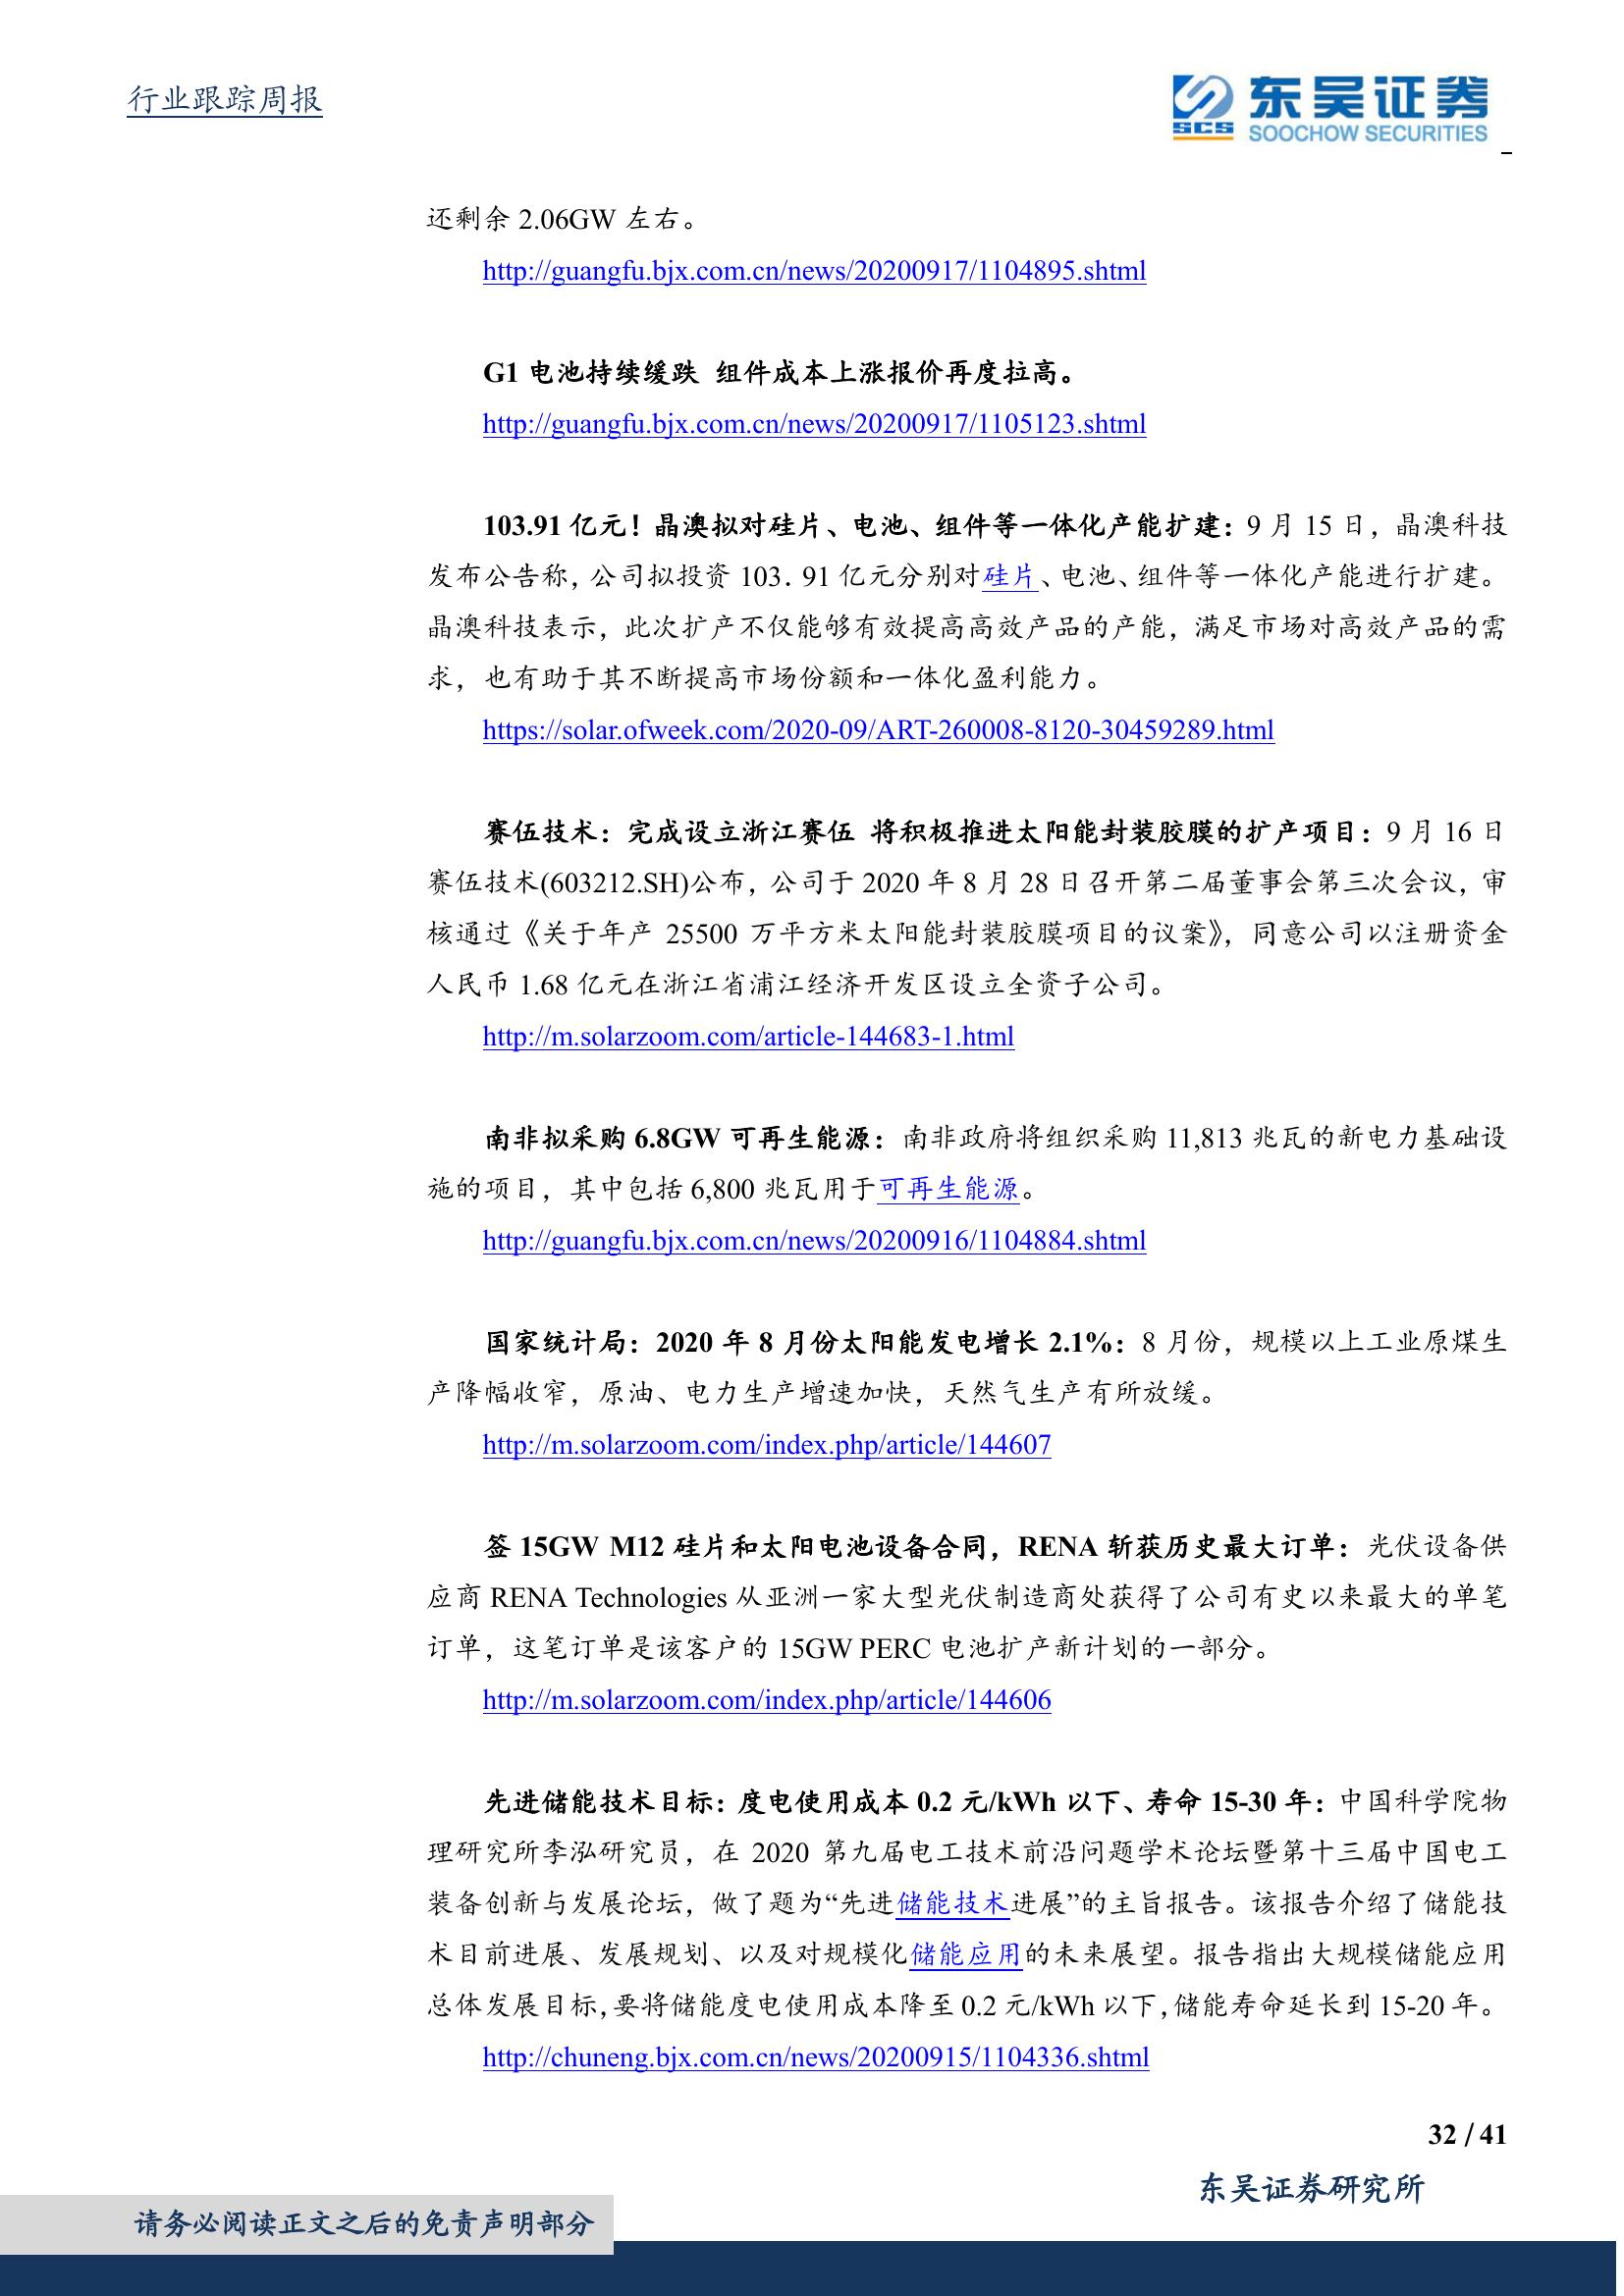 行业跟踪周报
SCS 东吴证券
SOOCHOW SECURITIES
还剩余 2.06GW 左右。
http://guangfu.bjx.com.cn/news/20200917/1104895.shtml
G1 电池持续缓跌 组件成本上涨报价再度拉高。
http://guangfu.bjx.com.cn/news/20200917/1105123.shtml
103.91 亿元！晶澳拟对硅片、电池、组件等一体化产能扩建：9 月 15 日，晶澳科技
发布公告称，公司拟投资 103．91 亿元分别对硅片、电池、组件等一体化产能进行扩建。
晶澳科技表示，此次扩产不仅能够有效提高高效产品的产能，满足市场对高效产品的需
求，也有助于其不断提高市场份额和一体化盈利能力。
https://solar.ofweek.com/2020-09/ART-260008-8120-30459289.html
赛伍技术：完成设立浙江赛伍 将积极推进太阳能封装胶膜的扩产项目：9 月 16 日
赛伍技术(603212.SH)公布，公司于 2020 年 8 月 28 日召开第二届董事会第三次会议，审
核通过《关于年产 25500 万平方米太阳能封装胶膜项目的议案》，同意公司以注册资金
人民币 1.68 亿元在浙江省浦江经济开发区设立全资子公司。
http://m.solarzoom.com/article-144683-1.html
南非拟采购 6.8GW 可再生能源：南非政府将组织采购 11,813 兆瓦的新电力基础设
施的项目，其中包括 6,800 兆瓦用于可再生能源。
http://guangfu.bjx.com.cn/news/20200916/1104884.shtml
国家统计局：2020 年 8 月份太阳能发电增长 2.1%：8 月份，规模以上工业原煤生
产降幅收窄，原油、电力生产增速加快，天然气生产有所放缓。
http://m.solarzoom.com/index.php/article/144607
签 15GW M12 硅片和太阳电池设备合同，RENA 斩获历史最大订单：光伏设备供
应商 RENA Technologies 从亚洲一家大型光伏制造商处获得了公司有史以来最大的单笔
订单，这笔订单是该客户的 15GW PERC 电池扩产新计划的一部分。
http://m.solarzoom.com/index.php/article/144606
先进储能技术目标：度电使用成本 0.2 元/kWh 以下、寿命 15-30 年：中国科学院物
理研究所李泓研究员，在 2020 第九届电工技术前沿问题学术论坛暨第十三届中国电工
装备创新与发展论坛，做了题为“先进储能技术进展”的主旨报告。该报告介绍了储能技
术目前进展、发展规划、以及对规模化储能应用的未来展望。报告指出大规模储能应用
总体发展目标，要将储能度电使用成本降至 0.2 元/kWh 以下，储能寿命延长到 15-20 年。
http://chuneng.bjx.com.cn/news/20200915/1104336.shtml
32 / 41
东吴证券研究所
请务必阅读正文之后的免责声明部分